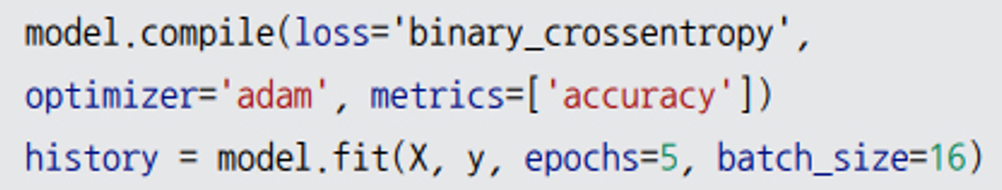 model.compile(loss='binary_crossentropy',
optimizer='adam', metrics=['accuracy'])
history = model.fit(X, y, epochs=5, batch_size=16)